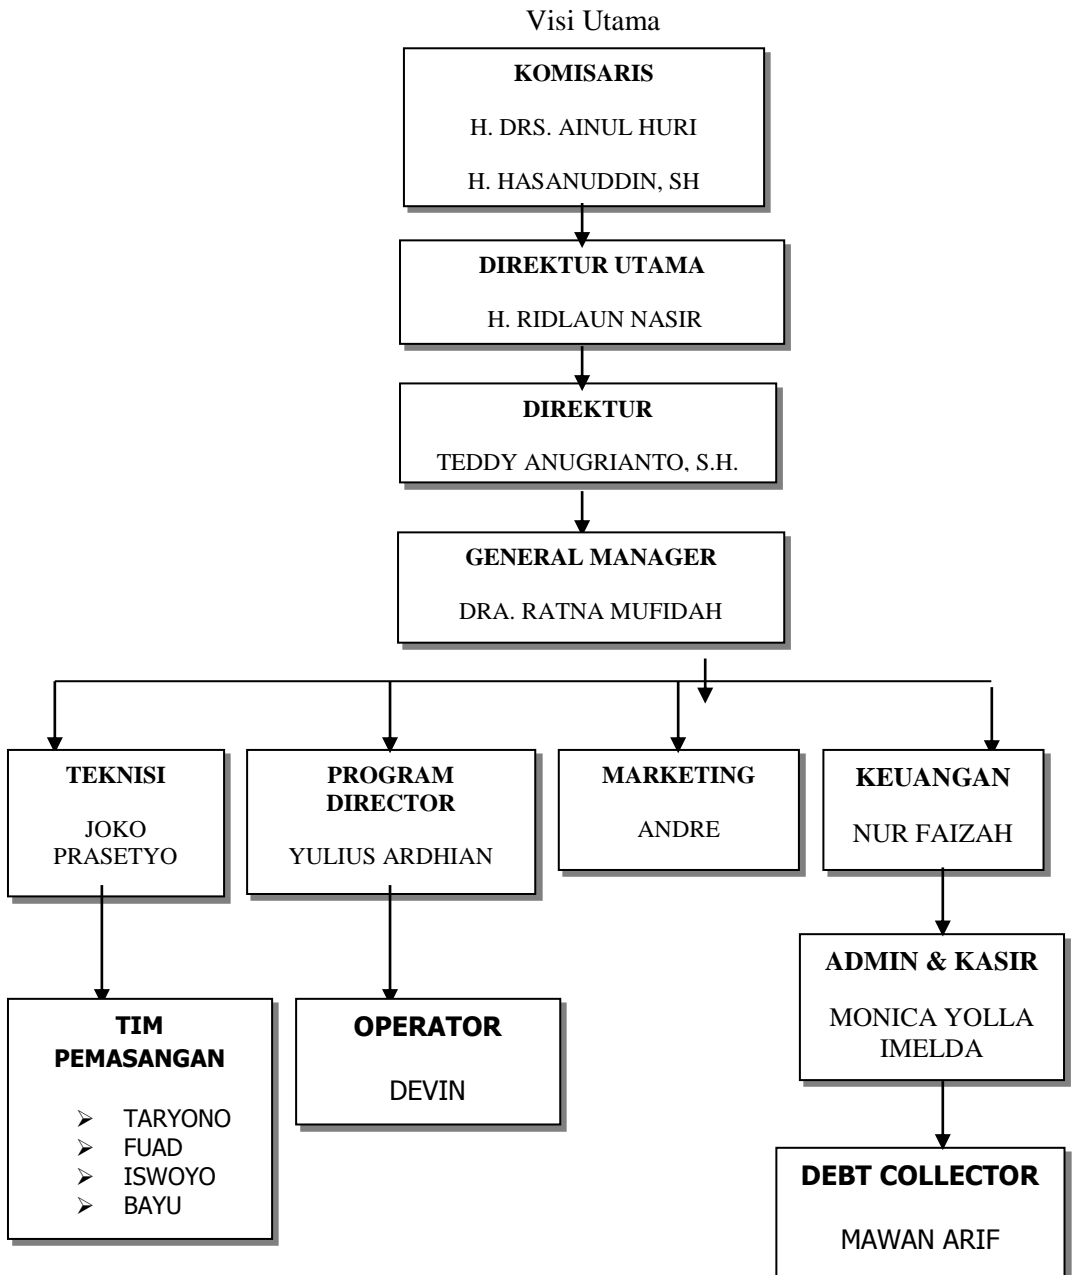 Visi Utama
KOMISARIS
H. DRS. AINUL HURI
H. HASANUDDIN, SH
DIREKTUR UTAMA
H. RIDLAUN NASIR
DIREKTUR
TEDDY ANUGRIANTO, S.H.
GENERAL MANAGER
DRA. RATNA MUFIDAH
TEKNISI
JOKO
PRASETYO
PROGRAM
DIRECTOR
YULIUS ARDHIAN
MARKETING
ANDRE
KEUANGAN
NUR FAIZAH
TIM
PEMASANGAN
➢ TARYONO
➢ FUAD
➢ ISWOYO
➢ BAYU
OPERATOR
DEVIN
ADMIN & KASIR
MONICA YOLLA
IMELDA
DEBT COLLECTOR
MAWAN ARIF